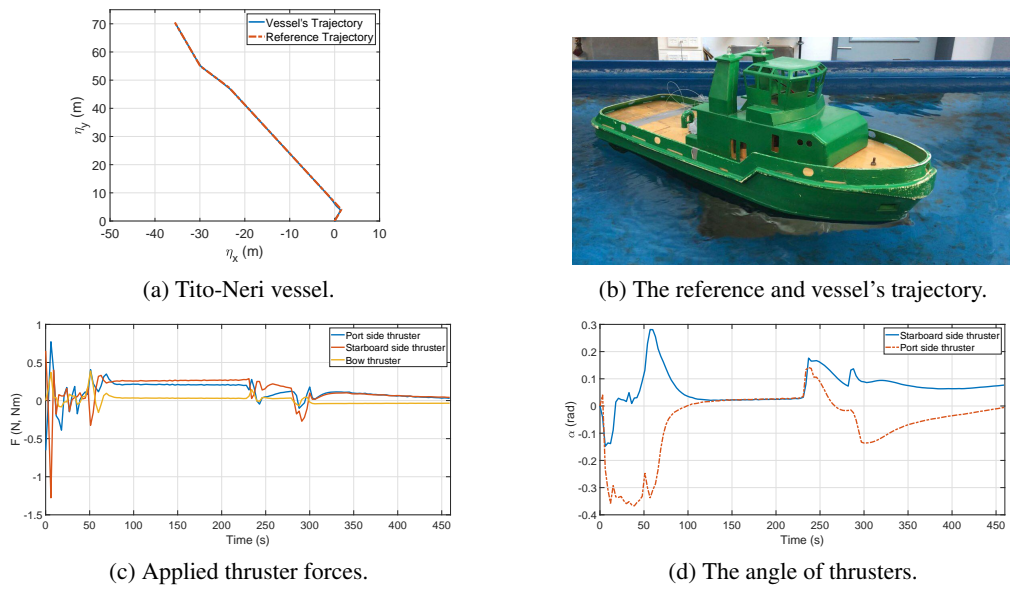 70
60
50
40
30
20
10
0
η_y (m)
-50 -40 -30 -20 -10 0 10
η_x (m)
Vessel's Trajectory
Reference Trajectory
(a) Tito-Neri vessel.
(b) The reference and vessel's trajectory.
1
0.5
0
-0.5
-1
-1.5
F (N, Nm)
0 50 100 150 200 250 300 350 400 450
Time (s)
Port side thruster
Starboard side thruster
Bow thruster
(c) Applied thruster forces.
0.3
0.2
0.1
0
-0.1
-0.2
-0.3
-0.4
α (rad)
0 50 100 150 200 250 300 350 400 450
Time (s)
Starboard side thruster
Port side thruster
(d) The angle of thrusters.